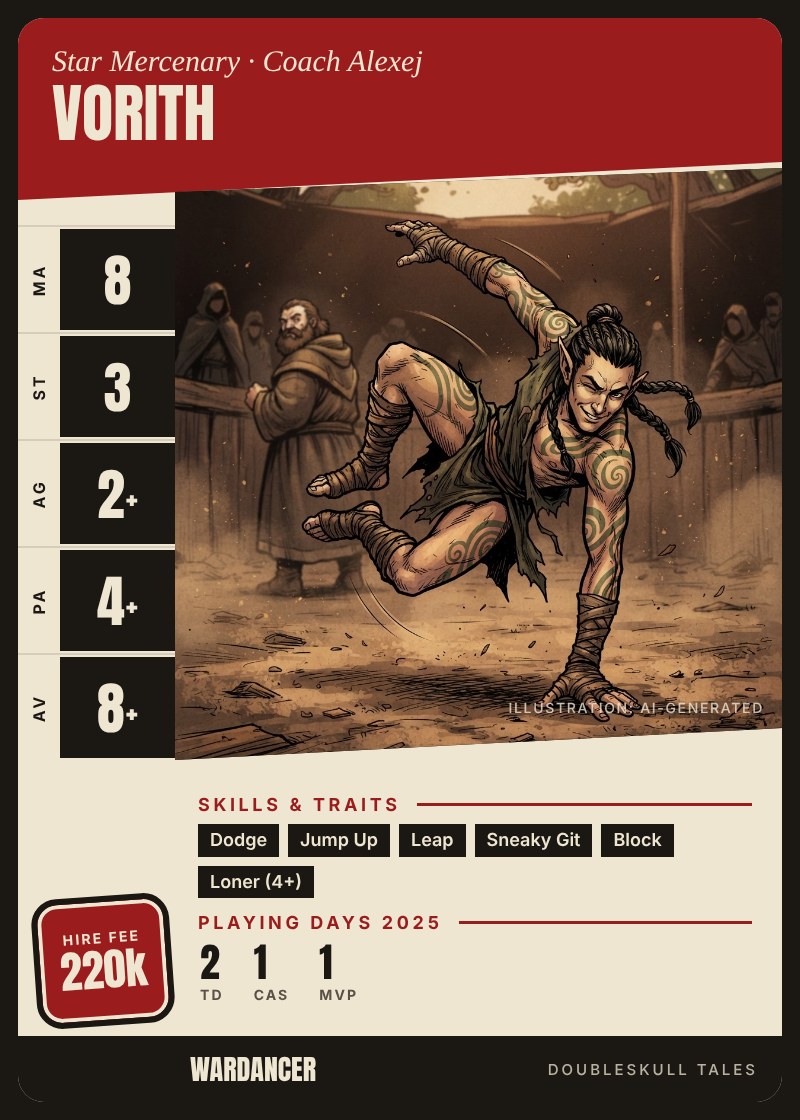 Star Mercenary · Coach Alexej
VORITH
MA
8
ST
3
AG
2+
PA
4+
AV
8+
ILLUSTRATION: AI-GENERATED
SKILLS & TRAITS
Dodge Jump Up Leap Sneaky Git Block
Loner (4+)
PLAYING DAYS 2025
2 1 1
TD CAS MVP
HIRE FEE
220k
WARDANCER
DOUBLESKULL TALES